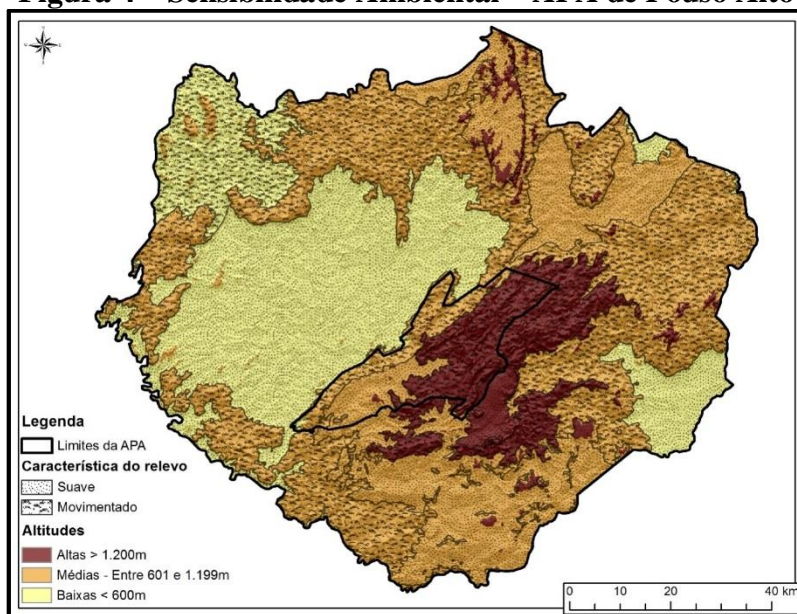 Figura 4 – Sensibilidade Ambiental – APA de Pouso Alto
Legenda
Limites da APA
Característica do relevo
Suave
Movimentado
Altitudes
Altas > 1.200m
Médias - Entre 601 e 1.199m
Baixas < 600m
0 10 20 40 km